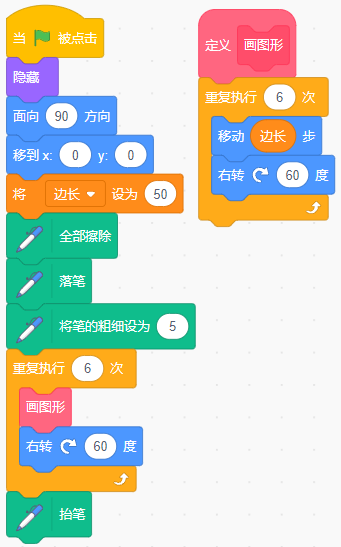 当 被点击
隐藏
面向 90 方向
移到 x: 0 y: 0
将 边长 设为 50
全部擦除
落笔
将笔的粗细设为 5
重复执行 6 次
画图形
右转 60 度
抬笔
定义 画图形
重复执行 6 次
移动 边长 步
右转 60 度